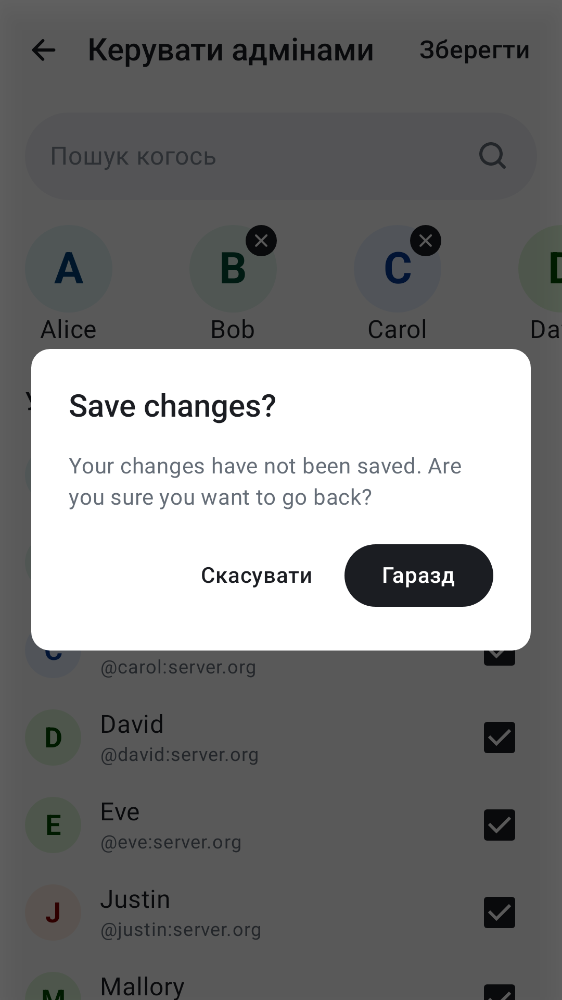 Керувати адмінами
Зберегти
Пошук когось
A
B
C
D
Alice
Bob
Carol
Da
Save changes?
Your changes have not been saved. Are
you sure you want to go back?
Скасувати
Гаразд
C
@carol:server.org
D
David
@david:server.org
E
Eve
@eve:server.org
J
Justin
@justin:server.org
M
Mallory